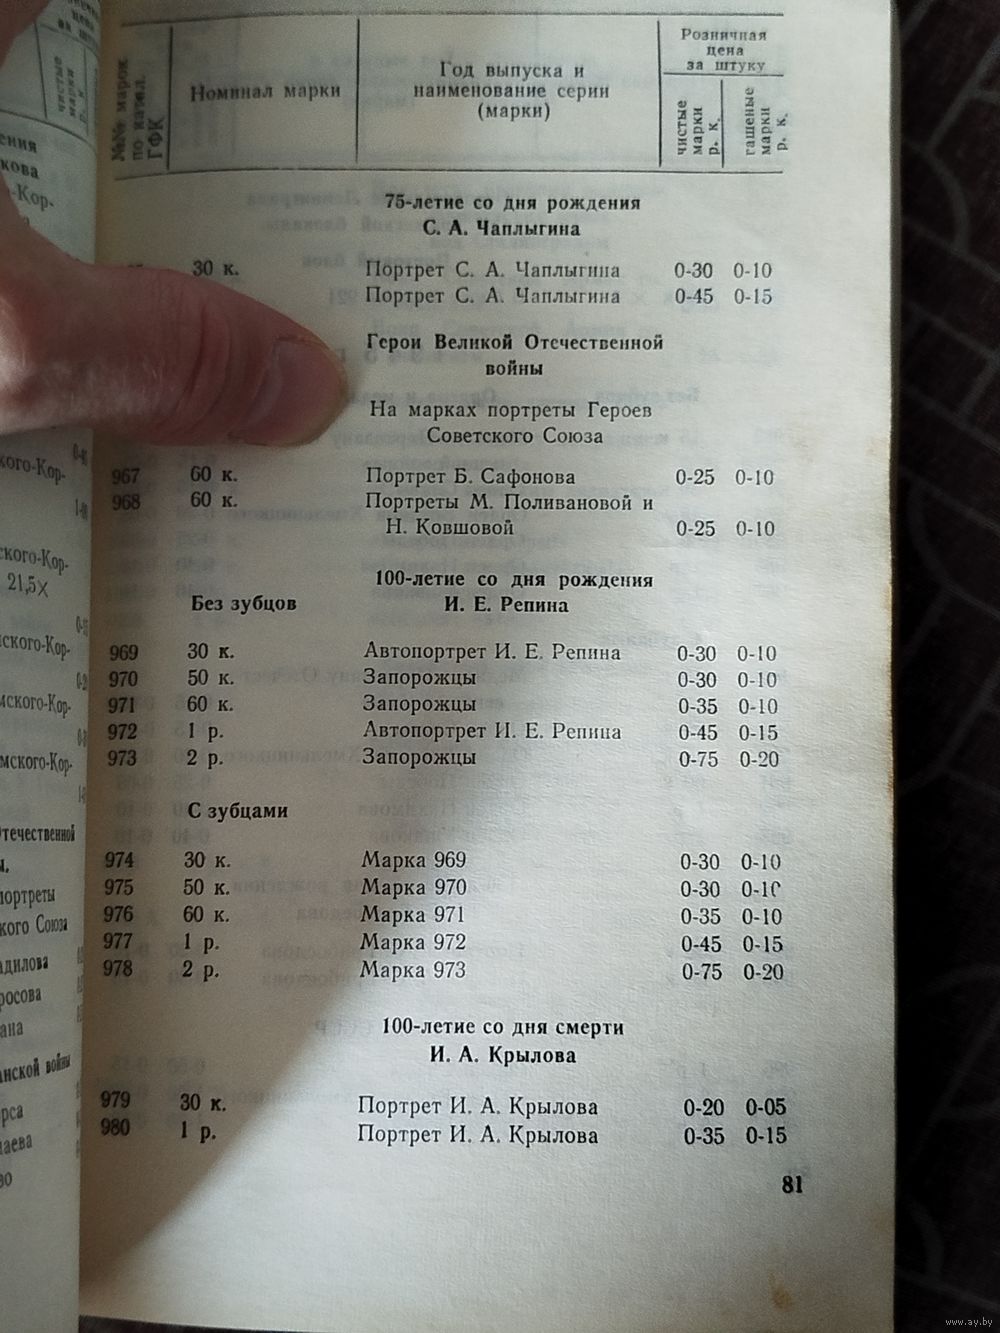 №№ марок по катал. ГФК
Номинал марки
Год выпуска и
наименование серии
(марки)
Розничная
цена
за штуку
чистые марки р. к.
гашеные марки р. к.
75-летие со дня рождения
С. А. Чаплыгина
30 к. Портрет С. А. Чаплыгина 0-30 0-10
Портрет С. А. Чаплыгина 0-45 0-15
Герои Великой Отечественной
войны
На марках портреты Героев
Советского Союза
967 60 к. Портрет Б. Сафонова 0-25 0-10
968 60 к. Портреты М. Поливановой и
Н. Ковшовой 0-25 0-10
100-летие со дня рождения
Без зубцов И. Е. Репина
969 30 к. Автопортрет И. Е. Репина 0-30 0-10
970 50 к. Запорожцы 0-30 0-10
971 60 к. Запорожцы 0-35 0-10
972 1 р. Автопортрет И. Е. Репина 0-45 0-15
973 2 р. Запорожцы 0-75 0-20
С зубцами
974 30 к. Марка 969 0-30 0-10
975 50 к. Марка 970 0-30 0-10
976 60 к. Марка 971 0-35 0-10
977 1 р. Марка 972 0-45 0-15
978 2 р. Марка 973 0-75 0-20
100-летие со дня смерти
И. А. Крылова
979 30 к. Портрет И. А. Крылова 0-20 0-05
980 1 р. Портрет И. А. Крылова 0-35 0-15
81
www.ay.by